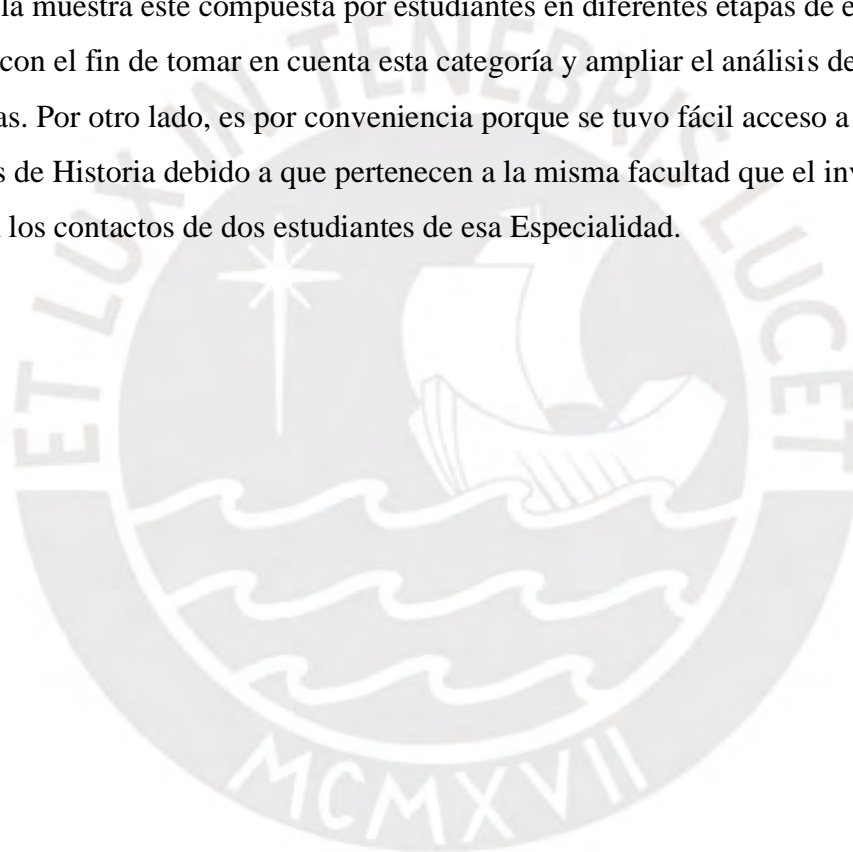 la muestra esté compuesta por estudiantes en diferentes etapas de e
con el fin de tomar en cuenta esta categoría y ampliar el análisis de
as. Por otro lado, es por conveniencia porque se tuvo fácil acceso a
s de Historia debido a que pertenecen a la misma facultad que el inv
los contactos de dos estudiantes de esa Especialidad.
ET LUX IN TENEBRIS LUCET
MCMXVII